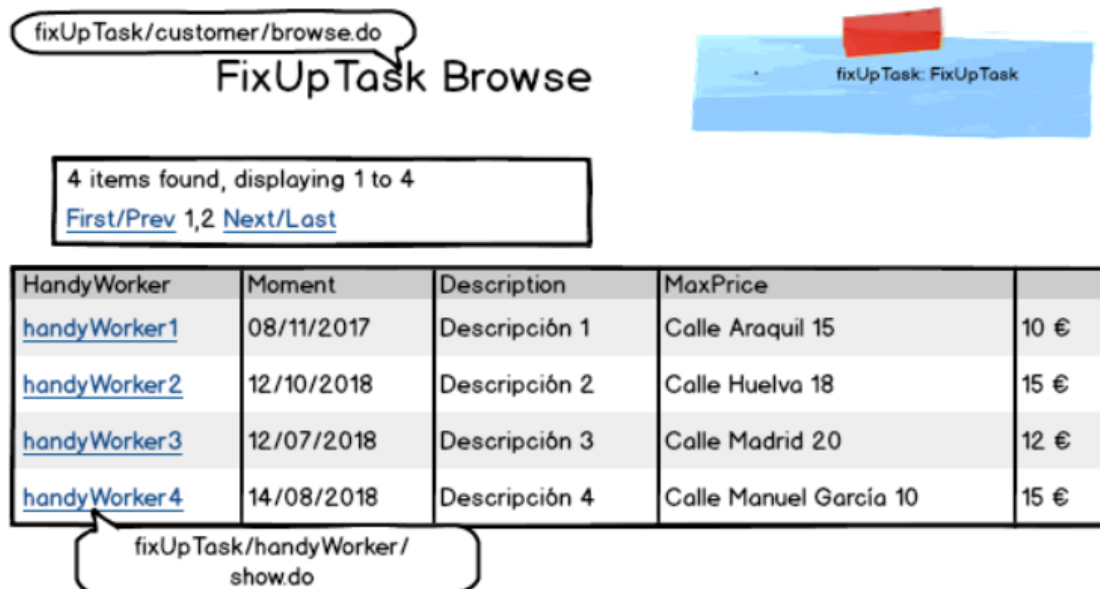 fixUpTask/customer/browse.do
FixUpTask Browse
fixUpTask: FixUpTask
4 items found, displaying 1 to 4
First/Prev 1,2 Next/Last
HandyWorker Moment Description MaxPrice
handyWorker1 08/11/2017 Descripción 1 Calle Araquil 15 10 €
handyWorker2 12/10/2018 Descripción 2 Calle Huelva 18 15 €
handyWorker3 12/07/2018 Descripción 3 Calle Madrid 20 12 €
handyWorker4 14/08/2018 Descripción 4 Calle Manuel García 10 15 €
fixUpTask/handyWorker/
show.do